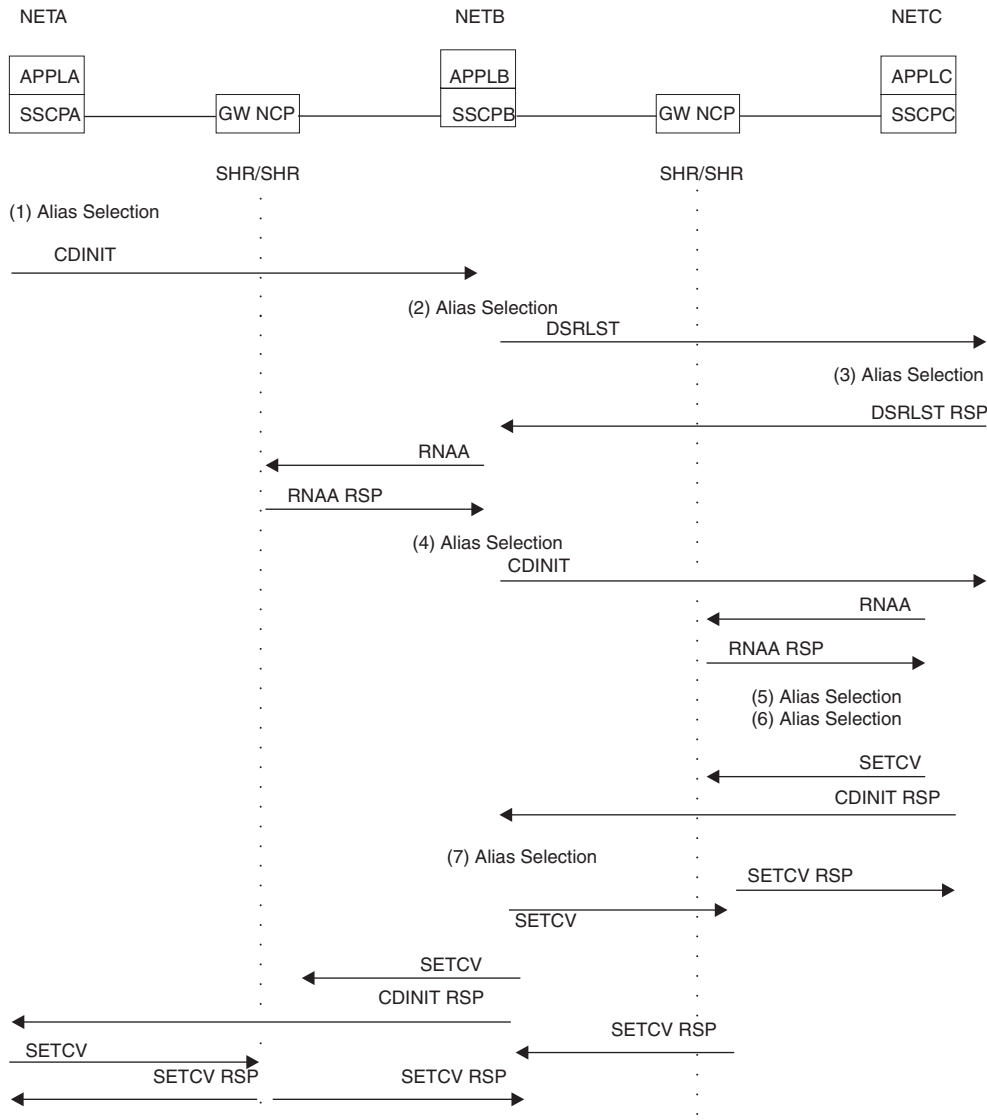 NETA NETB NETC
APPLA APPLB APPLC
SSCPA GW NCP SSCPB GW NCP SSCPC
SHR/SHR SHR/SHR
(1) Alias Selection
CDINIT
(2) Alias Selection
DSRLST
(3) Alias Selection
DSRLST RSP
RNAA
RNAA RSP
(4) Alias Selection
CDINIT
RNAA
RNAA RSP
(5) Alias Selection
(6) Alias Selection
SETCV
CDINIT RSP
(7) Alias Selection
SETCV RSP
SETCV
SETCV
CDINIT RSP
SETCV RSP
SETCV
SETCV RSP SETCV RSP